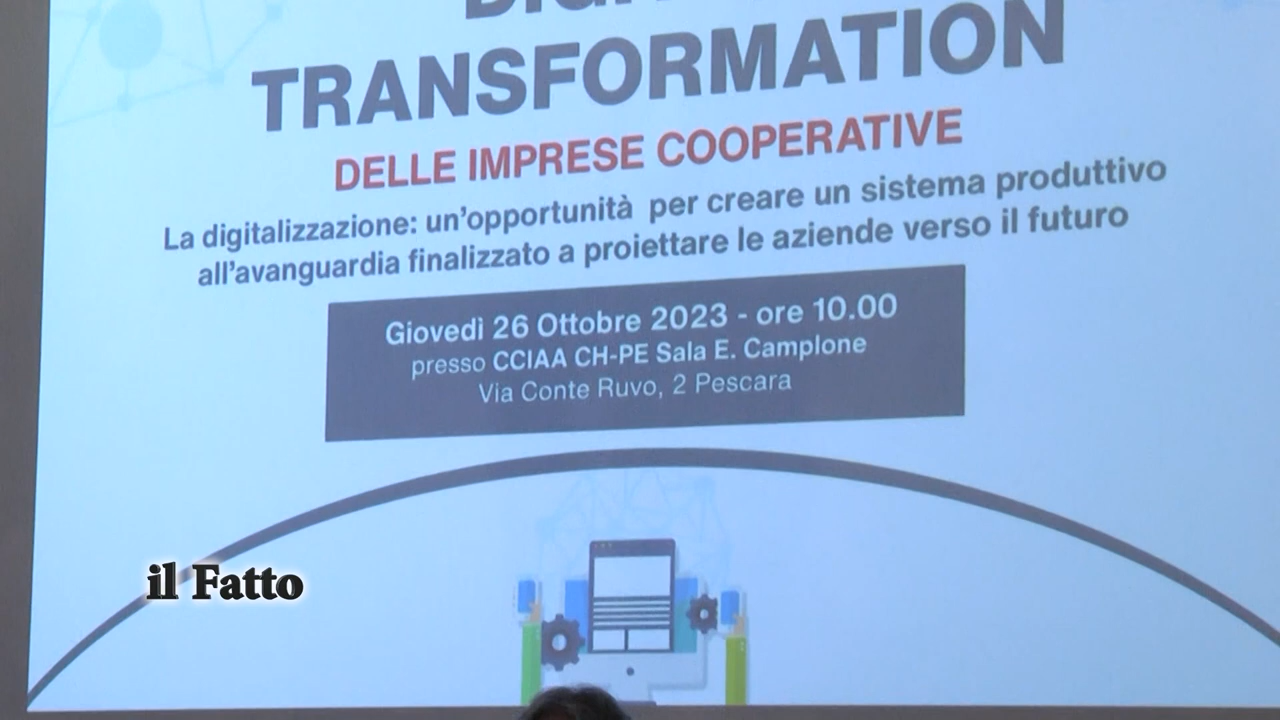 TRANSFORMATION
DELLE IMPRESE COOPERATIVE
La digitalizzazione: un'opportunità per creare un sistema produttivo
all'avanguardia finalizzato a proiettare le aziende verso il futuro
Giovedì 26 Ottobre 2023 - ore 10.00
presso CCIAA CH-PE Sala E. Camplone
Via Conte Ruvo, 2 Pescara
il Fatto